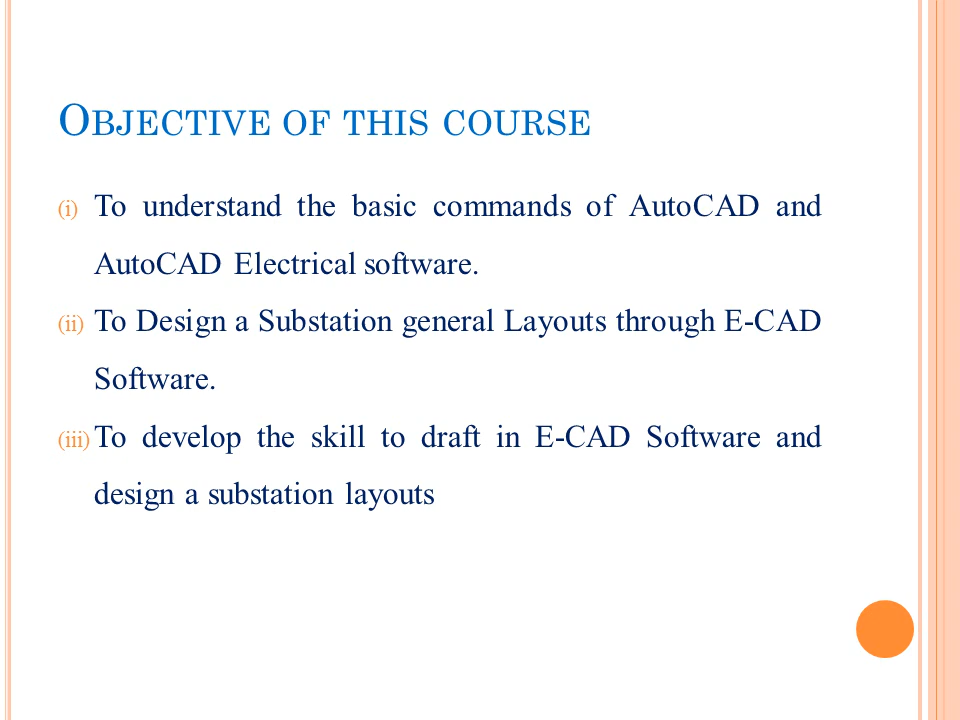 OBJECTIVE OF THIS COURSE
(i) To understand the basic commands of AutoCAD and
AutoCAD Electrical software.
(ii) To Design a Substation general Layouts through E-CAD
Software.
(iii) To develop the skill to draft in E-CAD Software and
design a substation layouts